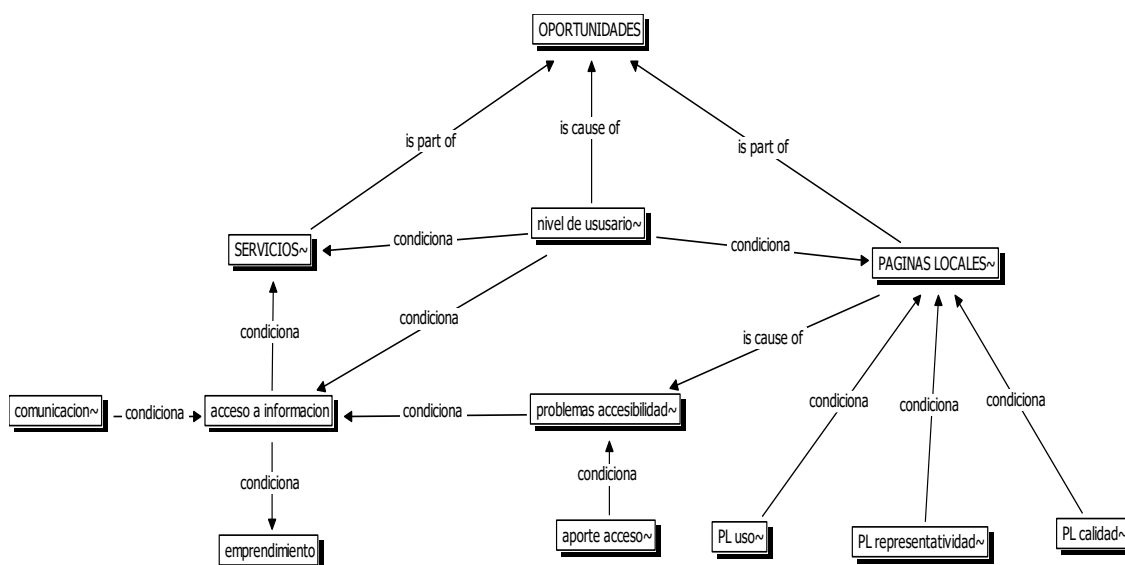 OPORTUNIDADES
is part of
is cause of
is part of
SERVICIOS~
condiciona
nivel de ususario~
condiciona
PAGINAS LOCALES~
condiciona
condiciona
is cause of
comunicacion~
condiciona
acceso a informacion
condiciona
problemas accesibilidad~
condiciona
condiciona
condiciona
condiciona
condiciona
emprendimiento
aporte acceso~
PL uso~
PL representatividad~
PL calidad~